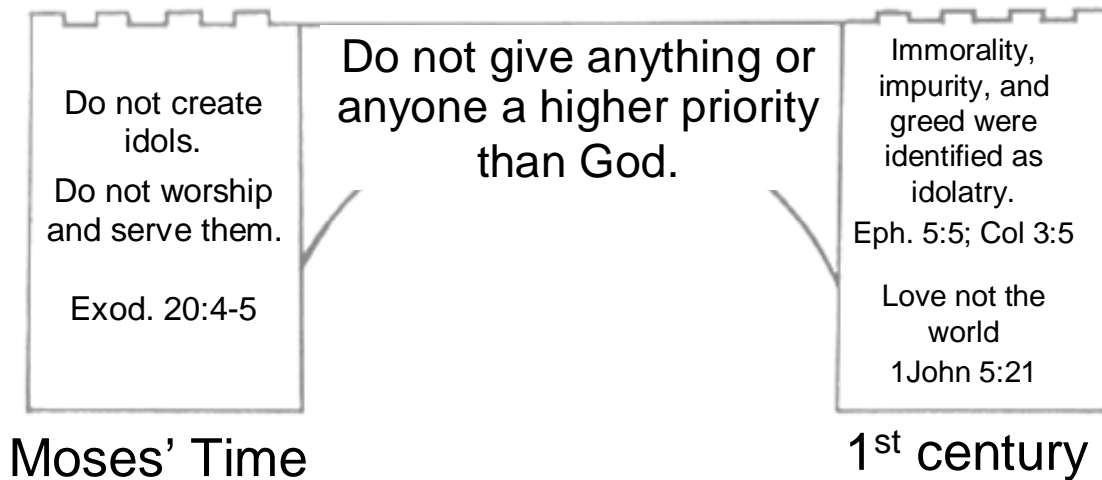 Do not create
idols.
Do not worship
and serve them.
Exod. 20:4-5
Moses’ Time
Do not give anything or
anyone a higher priority
than God.
Immorality,
impurity, and
greed were
identified as
idolatry.
Eph. 5:5; Col 3:5
Love not the
world
1John 5:21
1st century